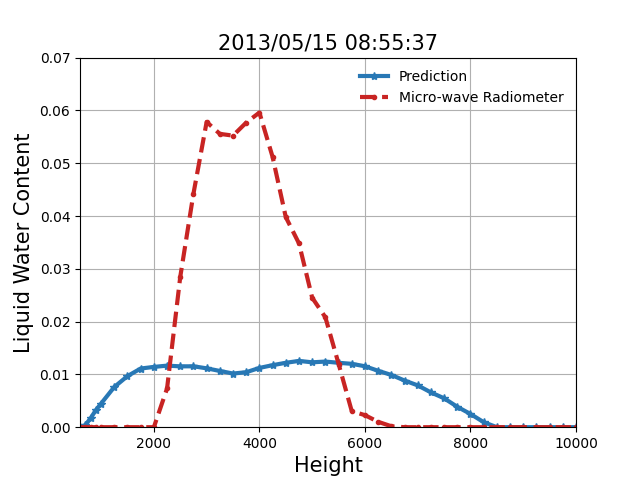 2013/05/15 08:55:37
0.07
0.06
0.05
0.04
0.03
0.02
0.01
0.00
Liquid Water Content
Prediction
Micro-wave Radiometer
2000 4000 6000 8000 10000
Height